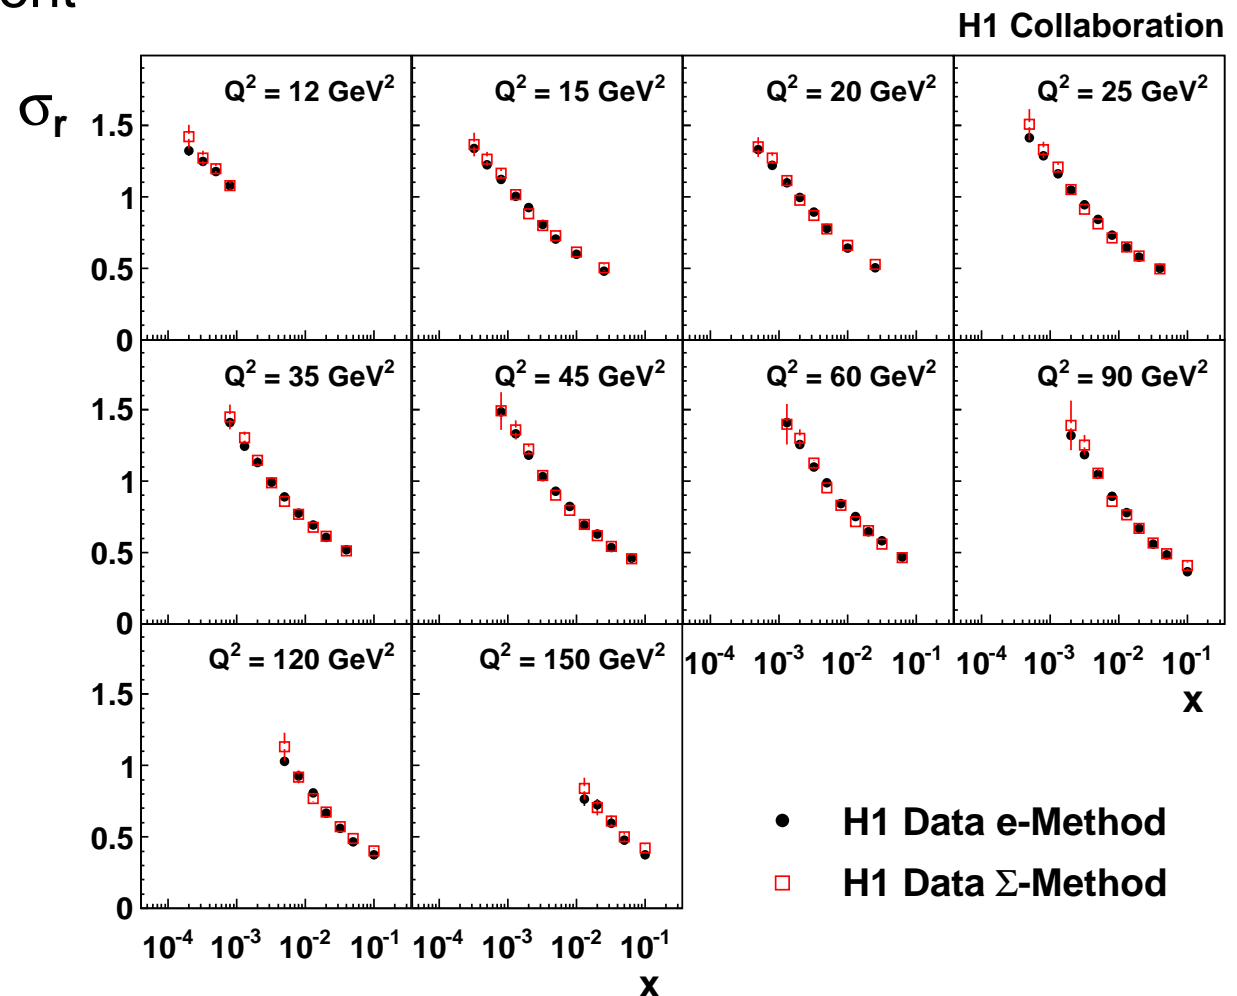 H1 Collaboration
σr
Q2 = 12 GeV2
Q2 = 15 GeV2
Q2 = 20 GeV2
Q2 = 25 GeV2
1.5
1
0.5
0
Q2 = 35 GeV2
Q2 = 45 GeV2
Q2 = 60 GeV2
Q2 = 90 GeV2
1.5
1
0.5
0
Q2 = 120 GeV2
Q2 = 150 GeV2
10-4 10-3 10-2 10-1 10-4 10-3 10-2 10-1
x
1.5
1
0.5
0
H1 Data e-Method
H1 Data Σ-Method
10-4 10-3 10-2 10-1 10-4 10-3 10-2 10-1
x